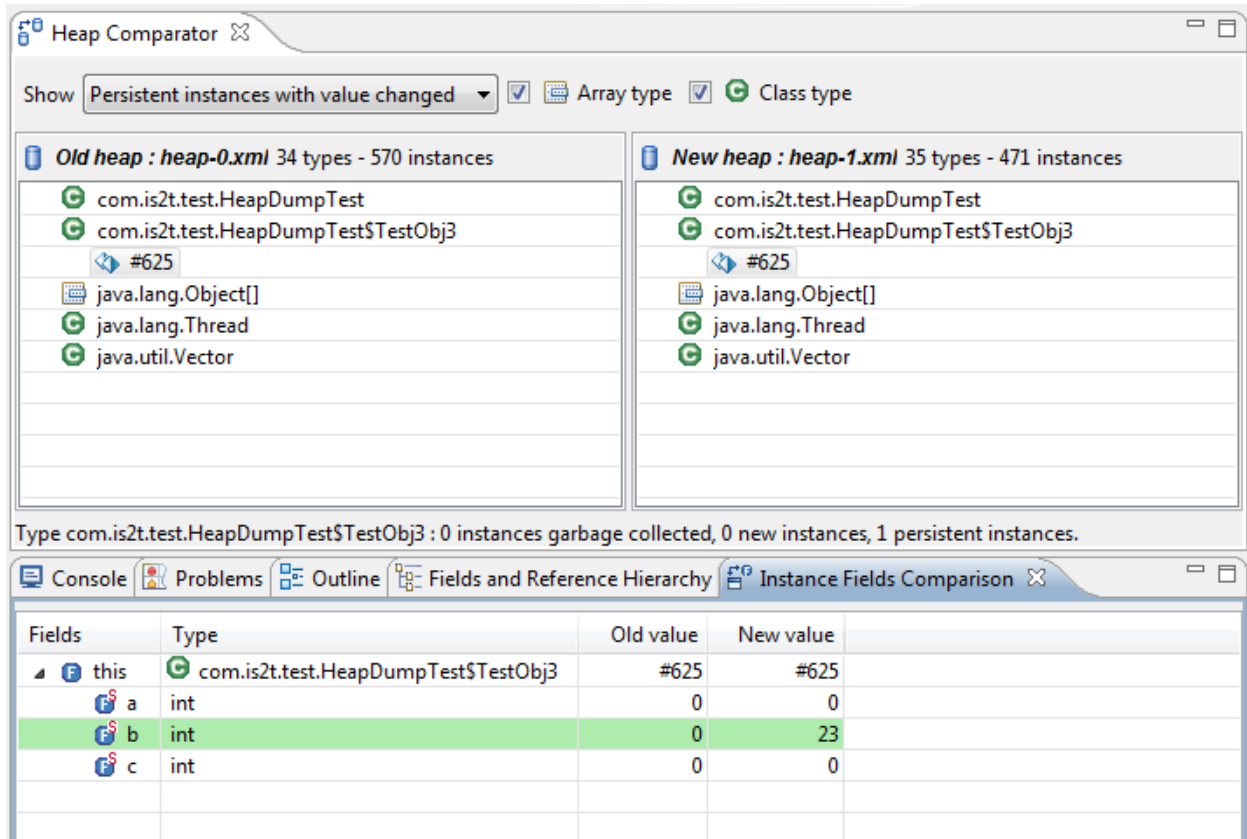 Heap Comparator
Show Persistent instances with value changed Array type Class type
Old heap : heap-0.xml 34 types - 570 instances
com.is2t.test.HeapDumpTest
com.is2t.test.HeapDumpTest$TestObj3
#625
java.lang.Object[]
java.lang.Thread
java.util.Vector
New heap : heap-1.xml 35 types - 471 instances
com.is2t.test.HeapDumpTest
com.is2t.test.HeapDumpTest$TestObj3
#625
java.lang.Object[]
java.lang.Thread
java.util.Vector
Type com.is2t.test.HeapDumpTest$TestObj3 : 0 instances garbage collected, 0 new instances, 1 persistent instances.
Console Problems Outline Fields and Reference Hierarchy Instance Fields Comparison
Fields Type Old value New value
this com.is2t.test.HeapDumpTest$TestObj3 #625 #625
a int 0 0
b int 0 23
c int 0 0